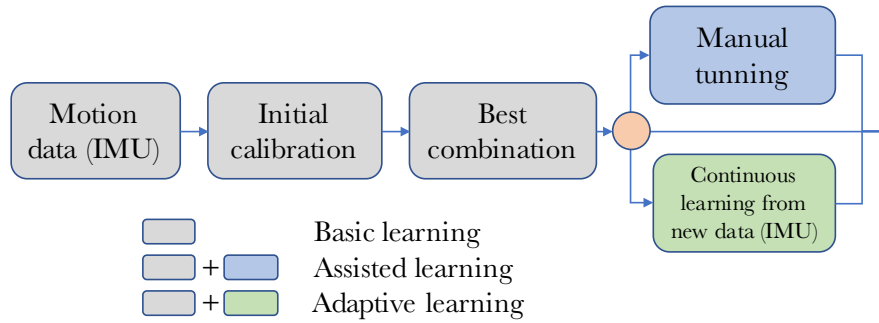 Manual
tunning
Motion
data (IMU)
Initial
calibration
Best
combination
Continuous
learning from
new data (IMU)
Basic learning
+ Assisted learning
+ Adaptive learning